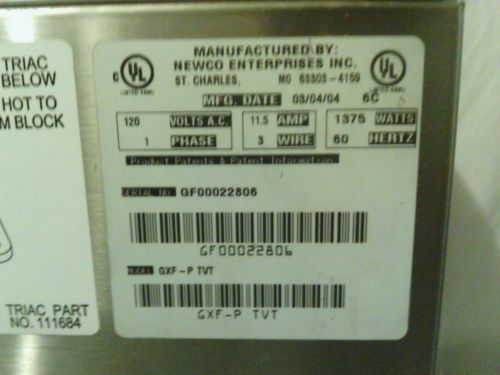 TRIAC
BELOW
HOT TO
M BLOCK
TRIAC PART
NO. 111684
MANUFACTURED BY:
NEWCO ENTERPRISES INC.
ST. CHARLES, MO 63303-4159
C UL
UL
MFG. DATE 03/04/04 6C
120 VOLTS A.C. 11.5 AMP 1375 WATTS
1 PHASE 3 WIRE 60 HERTZ
Product Patents & Patent Information
SERIAL NO GF00022806
GF00022806
MODEL GXF-P TVT
GXF-P TVT